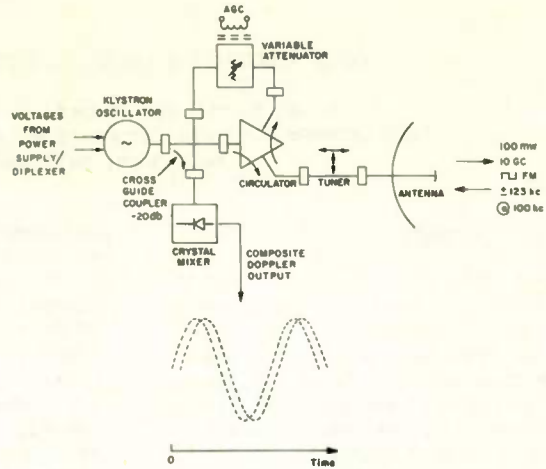 AGC
VARIABLE
ATTENUATOR
KLYSTRON
OSCILLATOR
VOLTAGES
FROM
POWER
SUPPLY/
DIPLEXER
~
CROSS
GUIDE
COUPLER
-20db
CIRCULATOR
TUNER
ANTENNA
100 mw
10 GC
FM
±123 kc
@ 100 kc
CRYSTAL
MIXER
COMPOSITE
DOPPLER
OUTPUT
0
Time